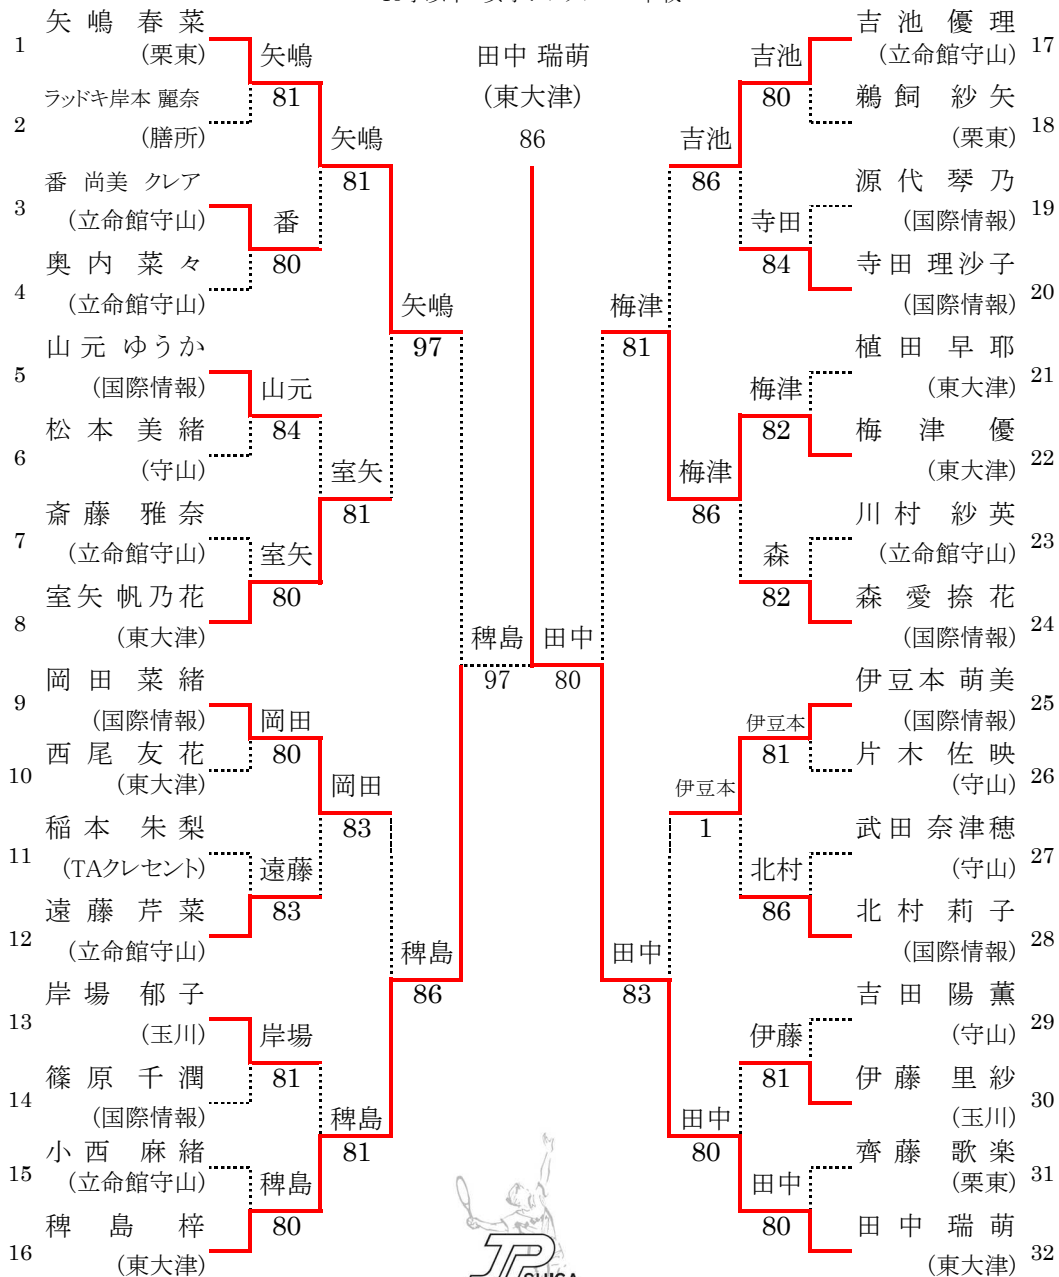 田中 瑞萌
(東大津)
86
1
矢嶋 春菜
(栗東)
2
ラッドキ岸本 麗奈
(膳所)
3
番 尚美 クレア
(立命館守山)
4
奥内 菜々
(立命館守山)
5
山元 ゆうか
(国際情報)
6
松本 美緒
(守山)
7
斎藤 雅奈
(立命館守山)
8
室矢 帆乃花
(東大津)
9
岡田 菜緒
(国際情報)
10
西尾 友花
(東大津)
11
稲本 朱梨
(TAクレセント)
12
遠藤 芹菜
(立命館守山)
13
岸場 郁子
(玉川)
14
篠原 千潤
(国際情報)
15
小西 麻緒
(立命館守山)
16
稗島 梓
(東大津)
矢嶋
81
番
80
山元
84
室矢
80
岡田
80
遠藤
83
岸場
81
稗島
80
矢嶋
81
室矢
81
岡田
83
稗島
81
矢嶋
97
稗島
86
稗島
97
田中
80
梅津
81
田中
83
吉池
86
梅津
86
伊豆本
1
田中
80
吉池
80
寺田
84
梅津
82
森
82
伊豆本
81
北村
86
伊藤
81
田中
80
吉池 優理
(立命館守山)
17
鵜飼 紗矢
(栗東)
18
源代 琴乃
(国際情報)
19
寺田 理沙子
(国際情報)
20
植田 早耶
(東大津)
21
梅津 優
(東大津)
22
川村 紗英
(立命館守山)
23
森 愛捺花
(国際情報)
24
伊豆本 萌美
(国際情報)
25
片木 佐映
(守山)
26
武田 奈津穂
(守山)
27
北村 莉子
(国際情報)
28
吉田 陽薫
(守山)
29
伊藤 里紗
(玉川)
30
齊藤 歌楽
(栗東)
31
田中 瑞萌
(東大津)
32